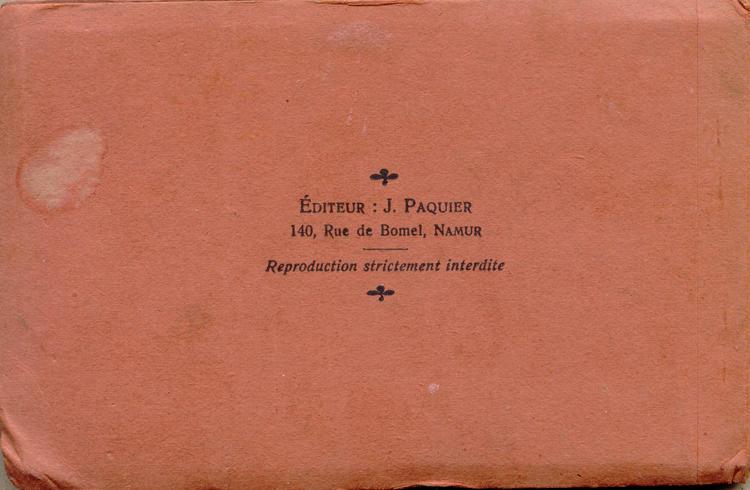 ÉDITEUR : J. PAQUIER
140, Rue de Bomel, NAMUR
Reproduction strictement interdite